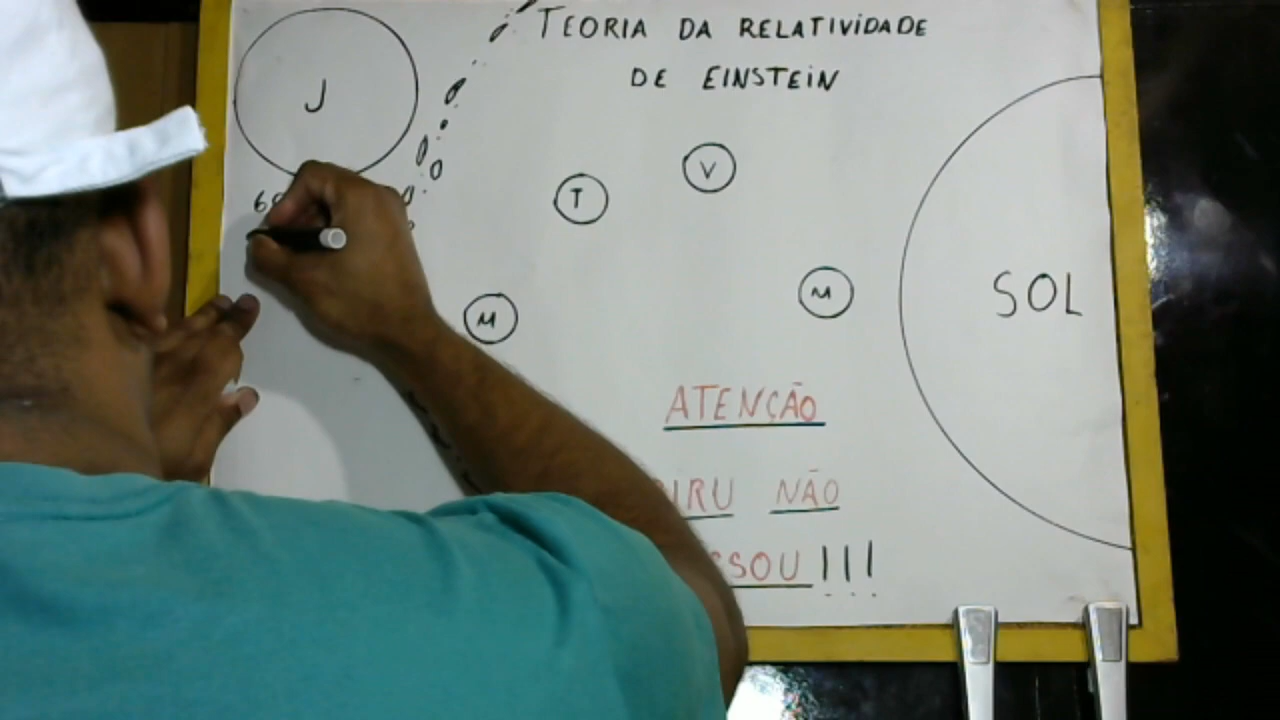 TEORIA DA RELATIVIDADE
DE EINSTEIN
J
V
T
M
M
SOL
ATENÇÃO
NÃO
!!!